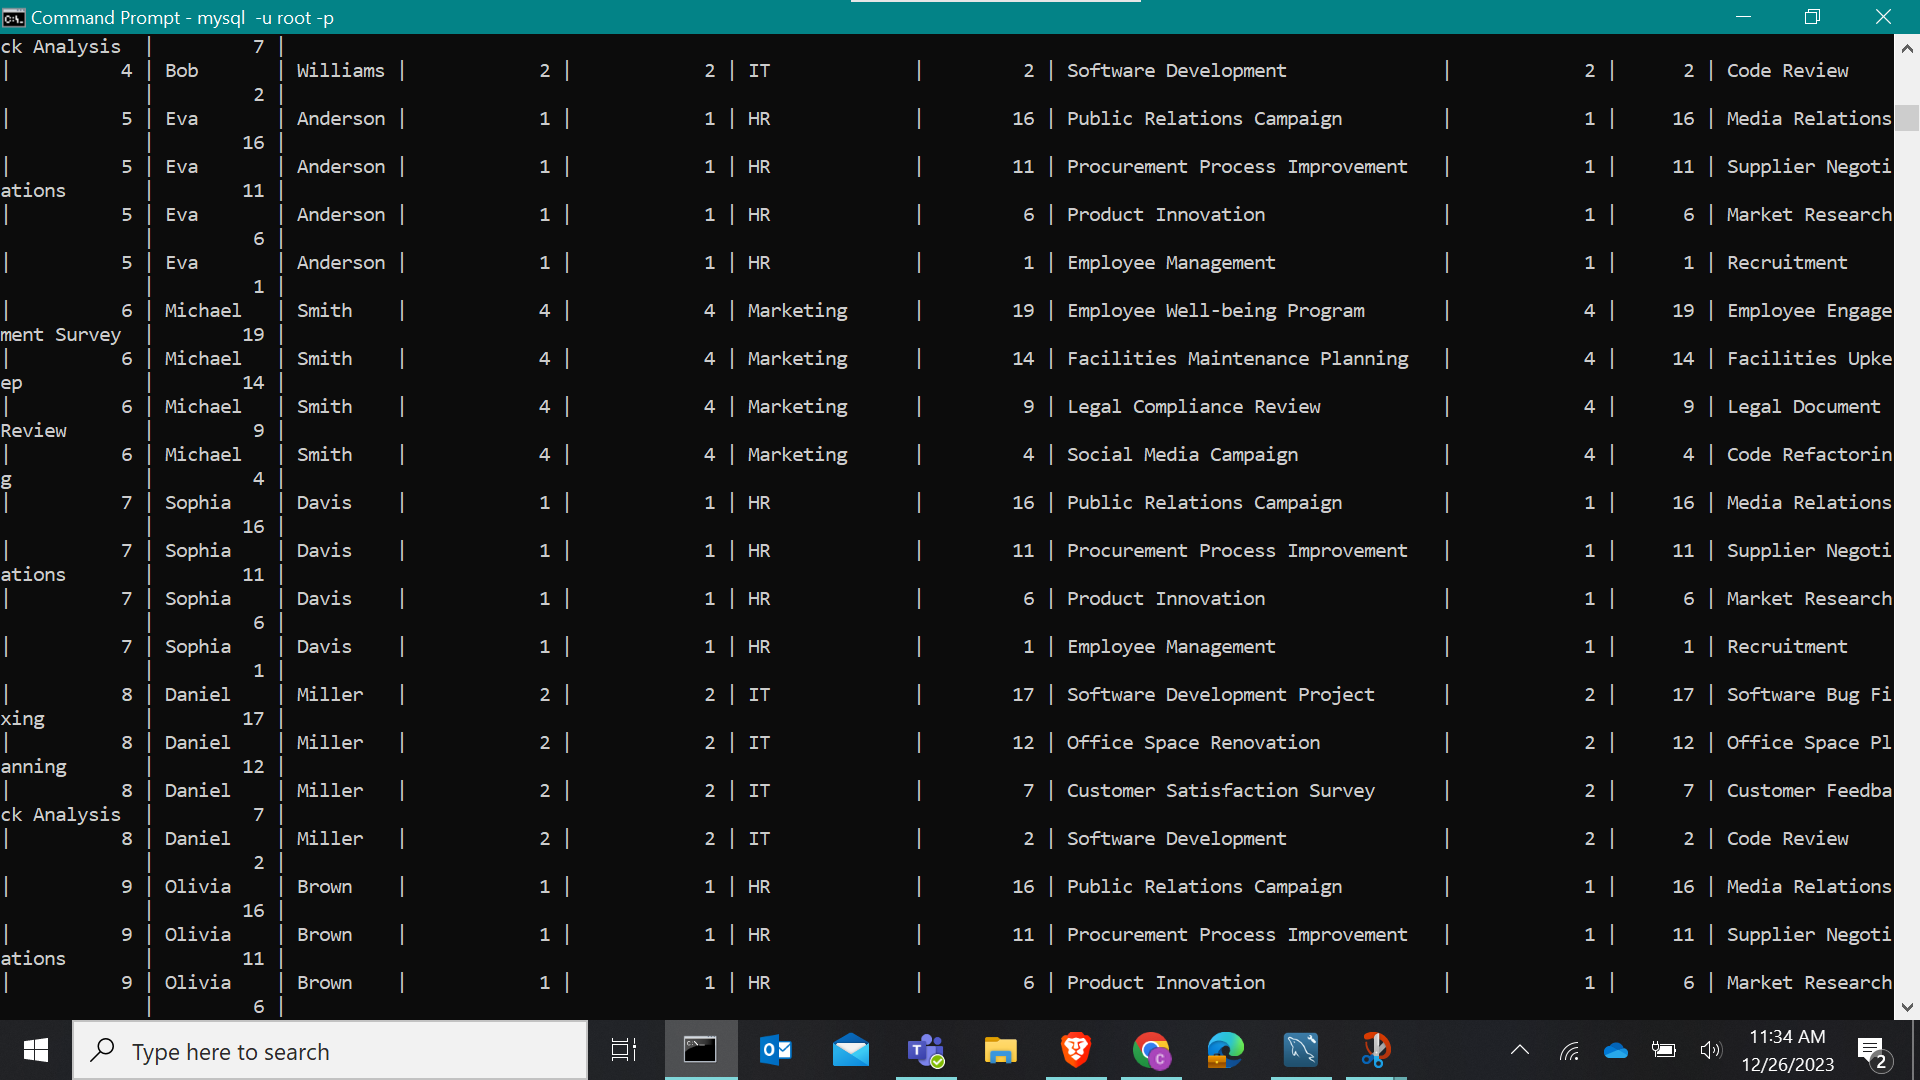 Command Prompt - mysql  -u root -p
ck Analysis  |         7 |
|          4 | Bob       | Williams |            2 |            2 | IT             |         2 | Software Development               |            2 |       2 | Code Review
             |         2 |
|          5 | Eva       | Anderson |            1 |            1 | HR             |        16 | Public Relations Campaign          |            1 |      16 | Media Relations
             |        16 |
|          5 | Eva       | Anderson |            1 |            1 | HR             |        11 | Procurement Process Improvement    |            1 |      11 | Supplier Negoti
ations       |        11 |
|          5 | Eva       | Anderson |            1 |            1 | HR             |         6 | Product Innovation                 |            1 |       6 | Market Research
             |         6 |
|          5 | Eva       | Anderson |            1 |            1 | HR             |         1 | Employee Management                |            1 |       1 | Recruitment
             |         1 |
|          6 | Michael   | Smith    |            4 |            4 | Marketing      |        19 | Employee Well-being Program        |            4 |      19 | Employee Engage
ment Survey  |        19 |
|          6 | Michael   | Smith    |            4 |            4 | Marketing      |        14 | Facilities Maintenance Planning    |            4 |      14 | Facilities Upke
ep           |        14 |
|          6 | Michael   | Smith    |            4 |            4 | Marketing      |         9 | Legal Compliance Review            |            4 |       9 | Legal Document
Review       |         9 |
|          6 | Michael   | Smith    |            4 |            4 | Marketing      |         4 | Social Media Campaign              |            4 |       4 | Code Refactorin
g            |         4 |
|          7 | Sophia    | Davis    |            1 |            1 | HR             |        16 | Public Relations Campaign          |            1 |      16 | Media Relations
             |        16 |
|          7 | Sophia    | Davis    |            1 |            1 | HR             |        11 | Procurement Process Improvement    |            1 |      11 | Supplier Negoti
ations       |        11 |
|          7 | Sophia    | Davis    |            1 |            1 | HR             |         6 | Product Innovation                 |            1 |       6 | Market Research
             |         6 |
|          7 | Sophia    | Davis    |            1 |            1 | HR             |         1 | Employee Management                |            1 |       1 | Recruitment
             |         1 |
|          8 | Daniel    | Miller   |            2 |            2 | IT             |        17 | Software Development Project       |            2 |      17 | Software Bug Fi
xing         |        17 |
|          8 | Daniel    | Miller   |            2 |            2 | IT             |        12 | Office Space Renovation            |            2 |      12 | Office Space Pl
anning       |        12 |
|          8 | Daniel    | Miller   |            2 |            2 | IT             |         7 | Customer Satisfaction Survey       |            2 |       7 | Customer Feedba
ck Analysis  |         7 |
|          8 | Daniel    | Miller   |            2 |            2 | IT             |         2 | Software Development               |            2 |       2 | Code Review
             |         2 |
|          9 | Olivia    | Brown    |            1 |            1 | HR             |        16 | Public Relations Campaign          |            1 |      16 | Media Relations
             |        16 |
|          9 | Olivia    | Brown    |            1 |            1 | HR             |        11 | Procurement Process Improvement    |            1 |      11 | Supplier Negoti
ations       |        11 |
|          9 | Olivia    | Brown    |            1 |            1 | HR             |         6 | Product Innovation                 |            1 |       6 | Market Research
             |         6 |
Type here to search
11:34 AM
12/26/2023
2